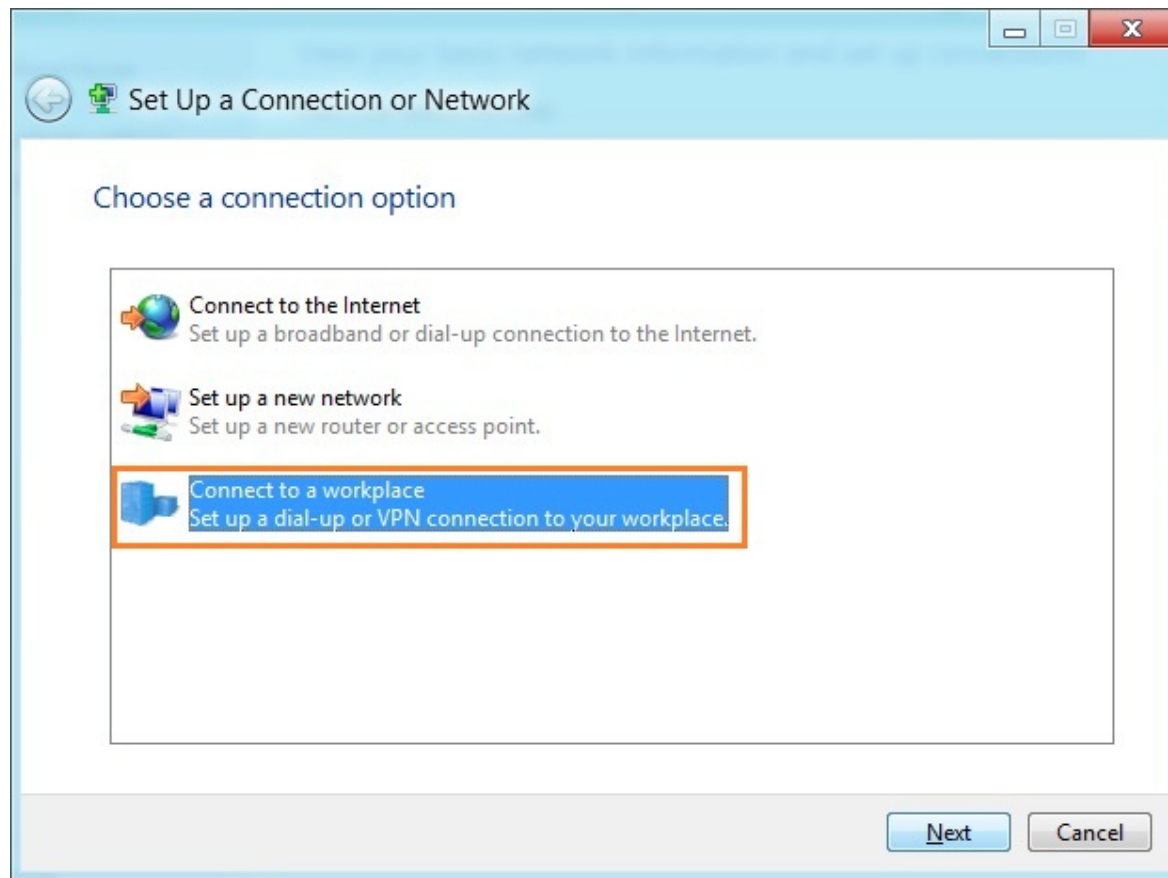 Set Up a Connection or Network
Choose a connection option
Connect to the Internet
Set up a broadband or dial-up connection to the Internet.
Set up a new network
Set up a new router or access point.
Connect to a workplace
Set up a dial-up or VPN connection to your workplace.
Next
Cancel